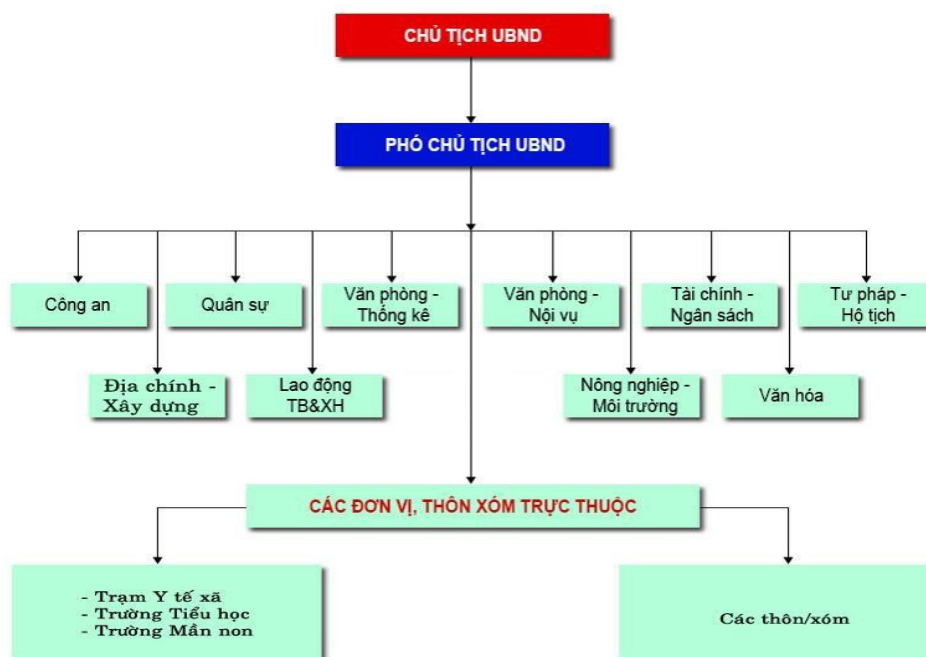 CHỦ TỊCH UBND
PHÓ CHỦ TỊCH UBND
Công an
Quân sự
Văn phòng -
Thống kê
Văn phòng -
Nội vụ
Tài chính -
Ngân sách
Tư pháp -
Hộ tịch
Địa chính -
Xây dựng
Lao động
TB&XH
Nông nghiệp -
Môi trường
Văn hóa
CÁC ĐƠN VỊ, THÔN XÓM TRỰC THUỘC
- Trạm Y tế xã
- Trường Tiểu học
- Trường Mần non
Các thôn/xóm